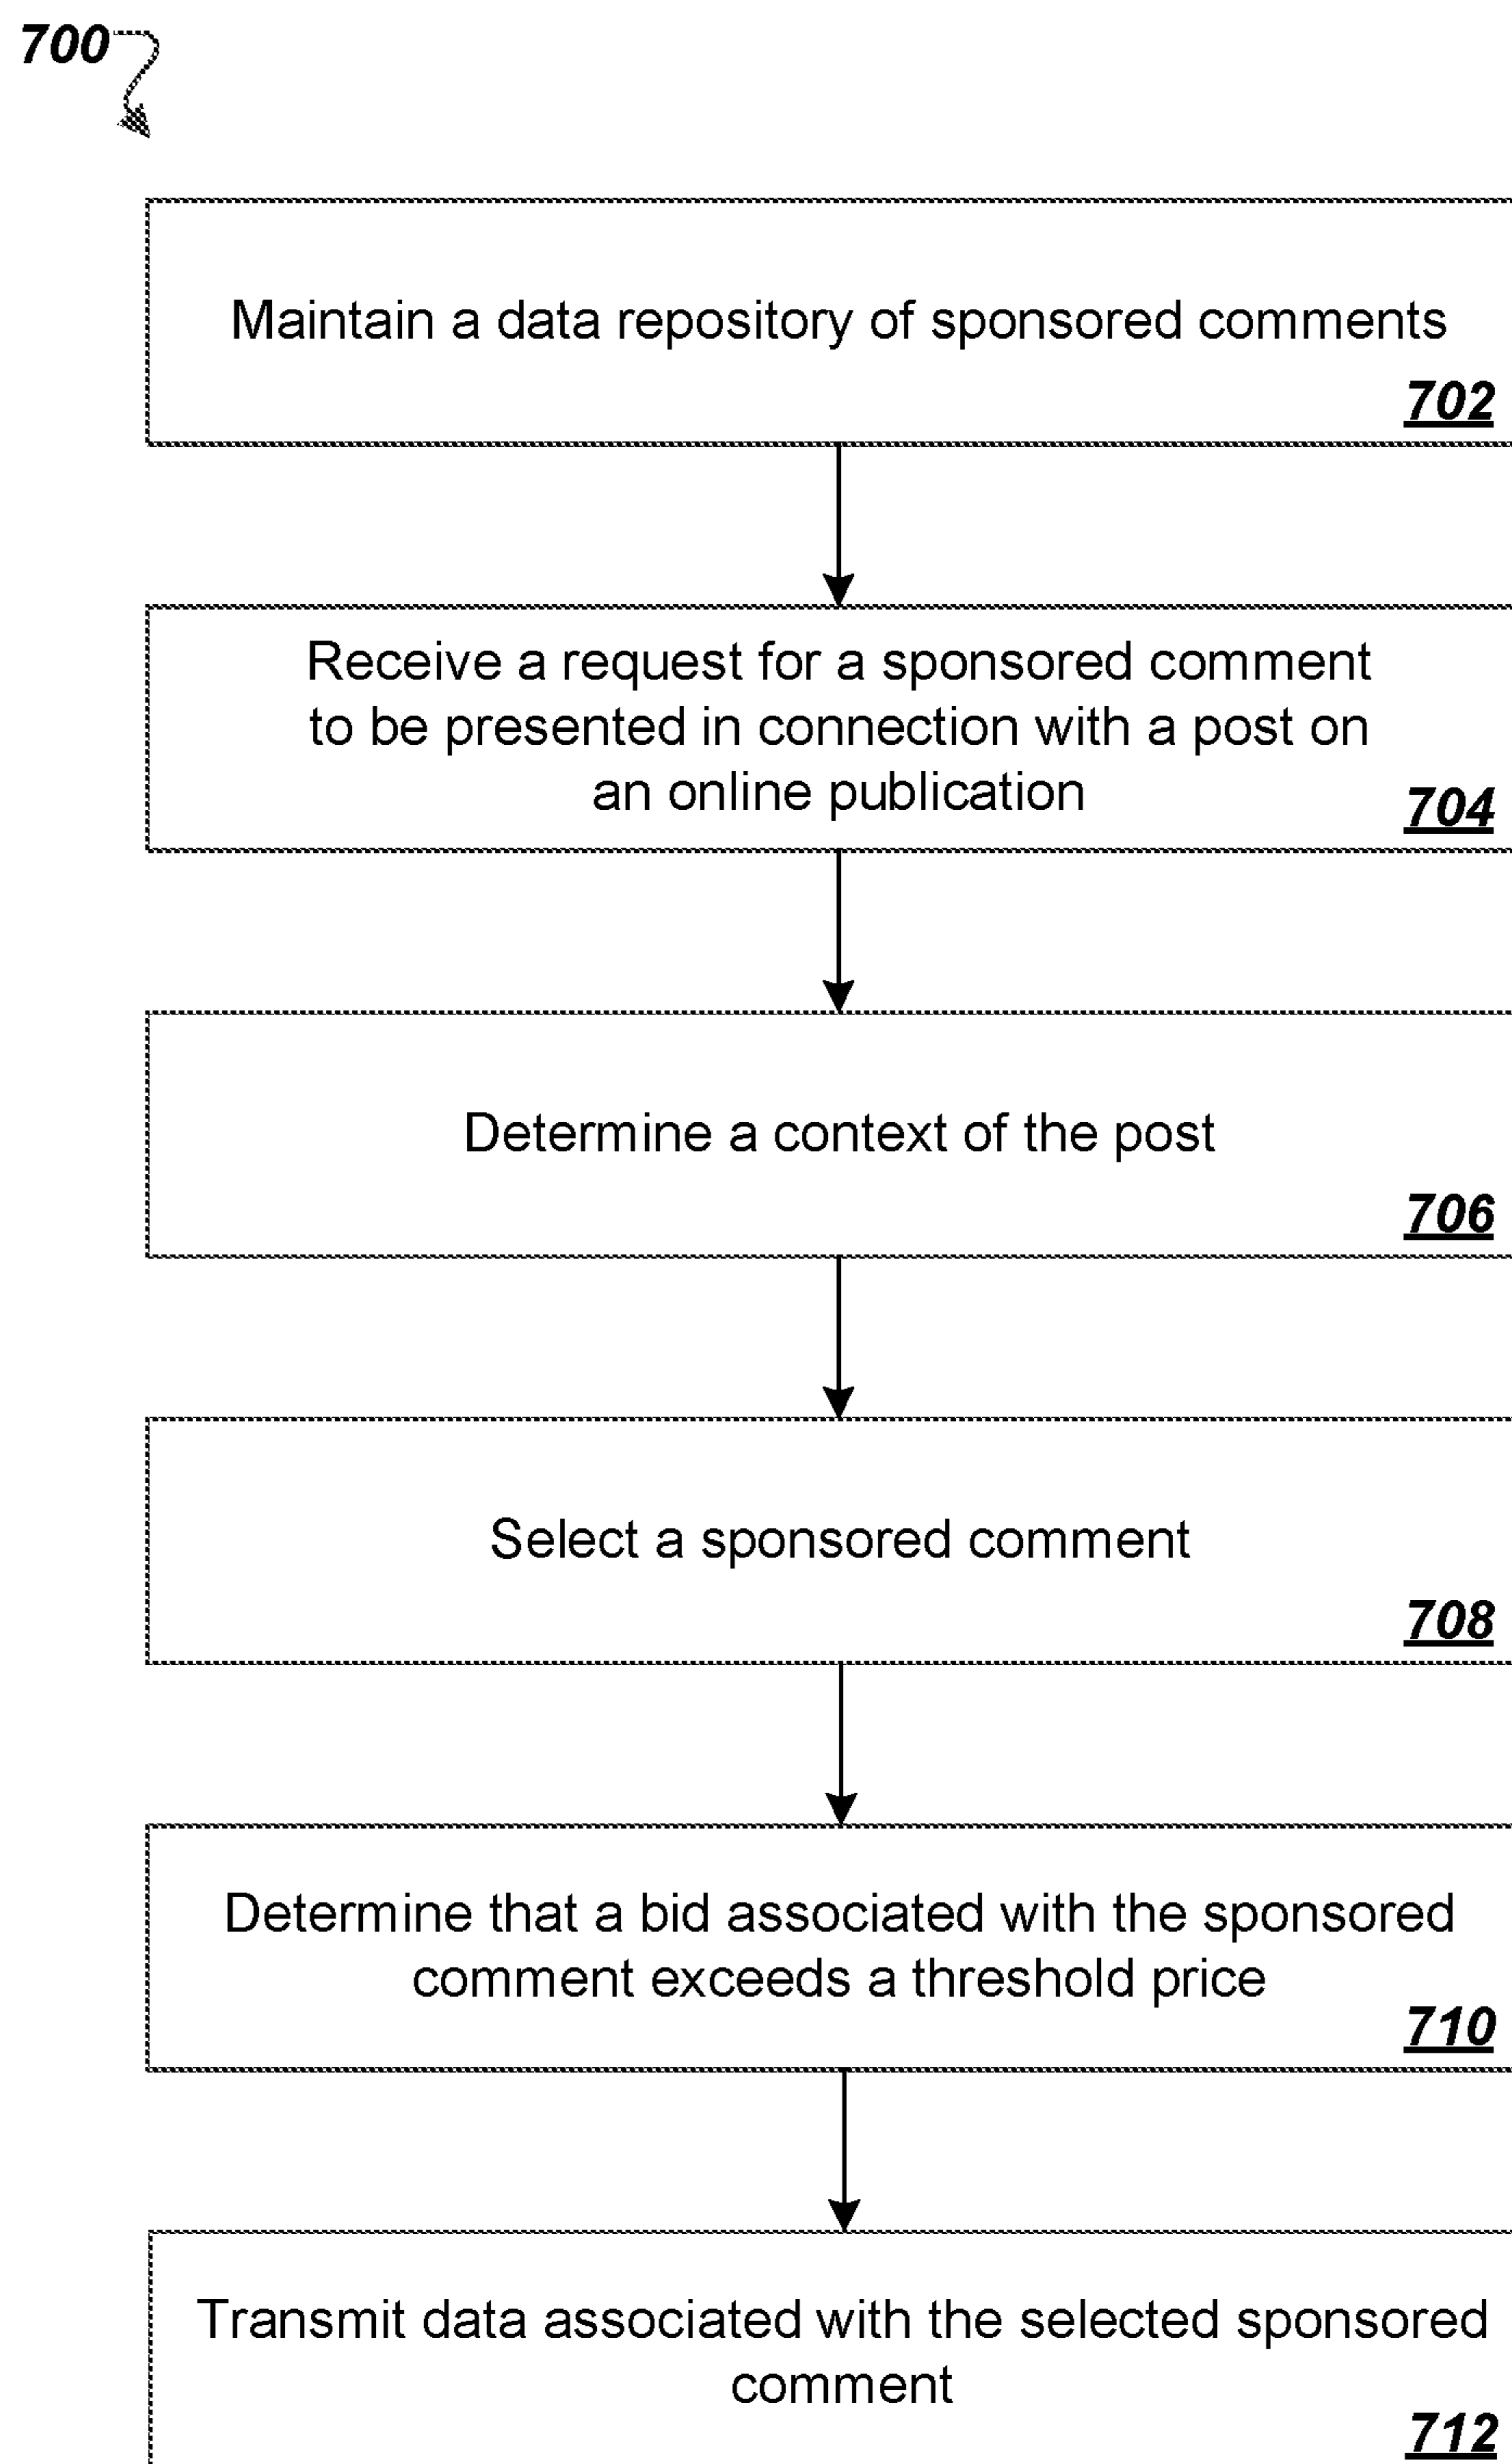 700
Maintain a data repository of sponsored comments
702
Receive a request for a sponsored comment
to be presented in connection with a post on
an online publication
704
Determine a context of the post
706
Select a sponsored comment
708
Determine that a bid associated with the sponsored
comment exceeds a threshold price
710
Transmit data associated with the selected sponsored
comment
712